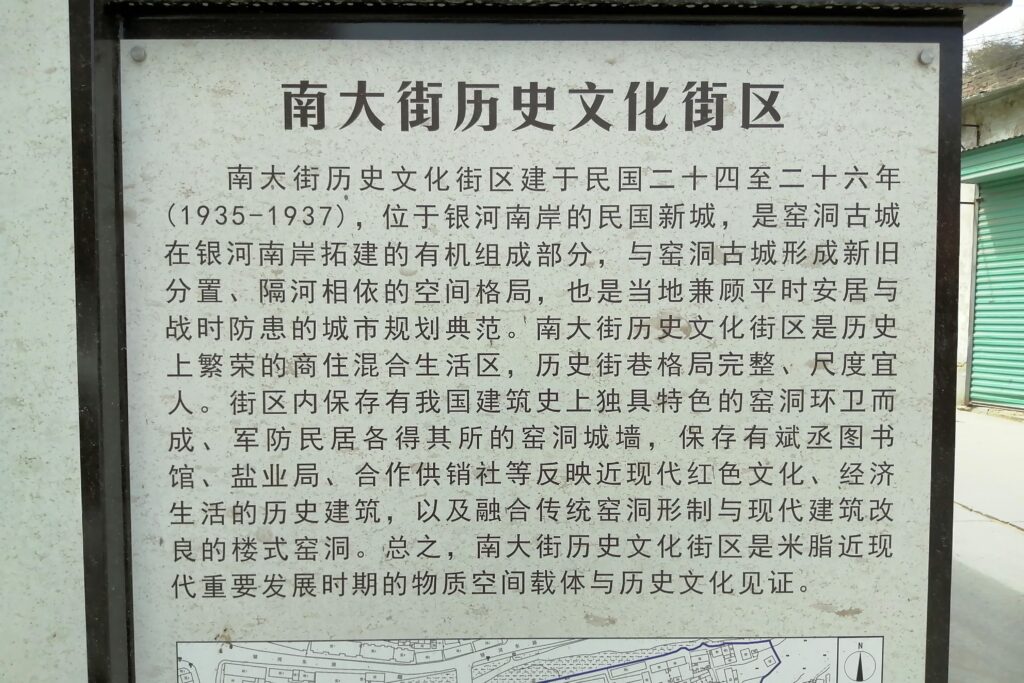 南大街历史文化街区
南大街历史文化街区建于民国二十四至二十六年
(1935-1937)，位于银河南岸的民国新城，是窑洞古城
在银河南岸拓建的有机组成部分，与窑洞古城形成新旧
分置、隔河相依的空间格局，也是当地兼顾平时安居与
战时防患的城市规划典范。南大街历史文化街区是历史
上繁荣的商住混合生活区，历史街巷格局完整、尺度宜
人。街区内保存有我国建筑史上独具特色的窑洞环卫而
成、军防民居各得其所的窑洞城墙，保存有斌丞图书
馆、盐业局、合作供销社等反映近现代红色文化、经济
生活的历史建筑，以及融合传统窑洞形制与现代建筑改
良的楼式窑洞。总之，南大街历史文化街区是米脂近现
代重要发展时期的物质空间载体与历史文化见证。
N